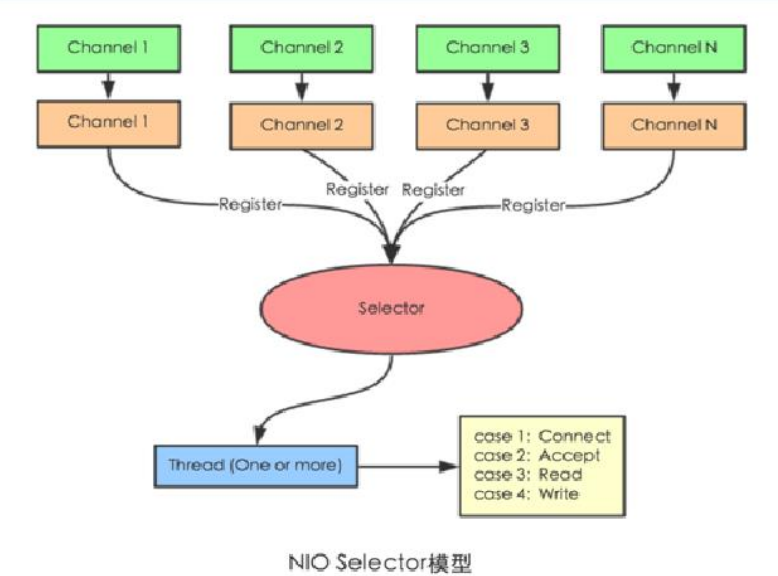 Channel 1
Channel 2
Channel 3
Channel N
Channel 1
Channel 2
Channel 3
Channel N
Register
Register
Register
Register
Selector
Thread (One or more)
case 1: Connect
case 2: Accept
case 3: Read
case 4: Write
NIO Selector模型